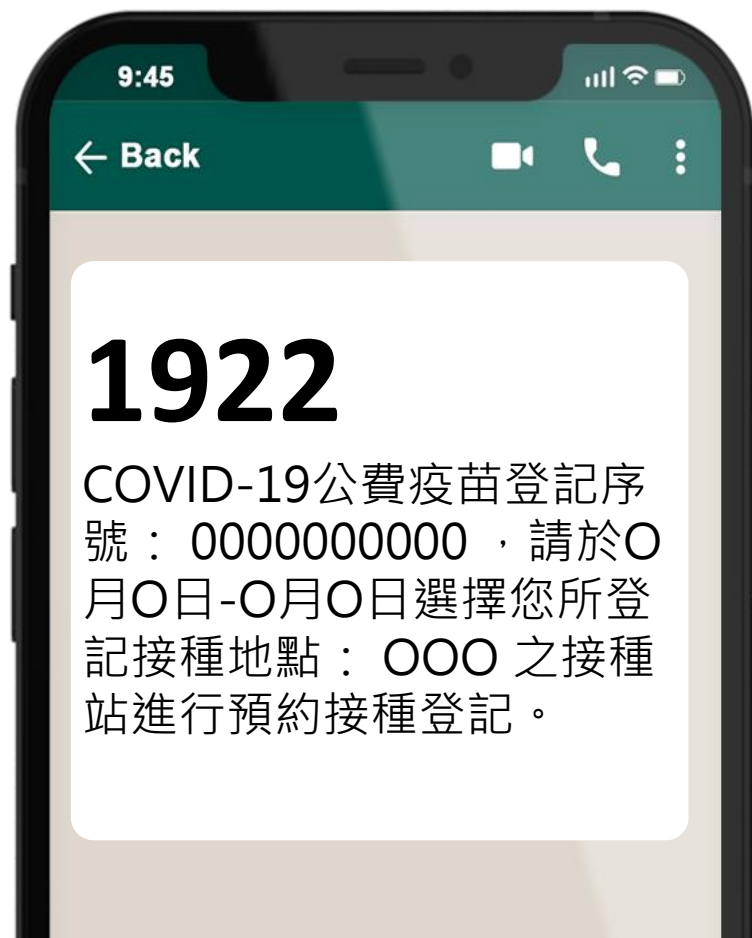 9:45
← Back
1922
COVID-19公費疫苗登記序
號： 0000000000 ，請於O
月O日-O月O日選擇您所登
記接種地點： OOO 之接種
站進行預約接種登記。